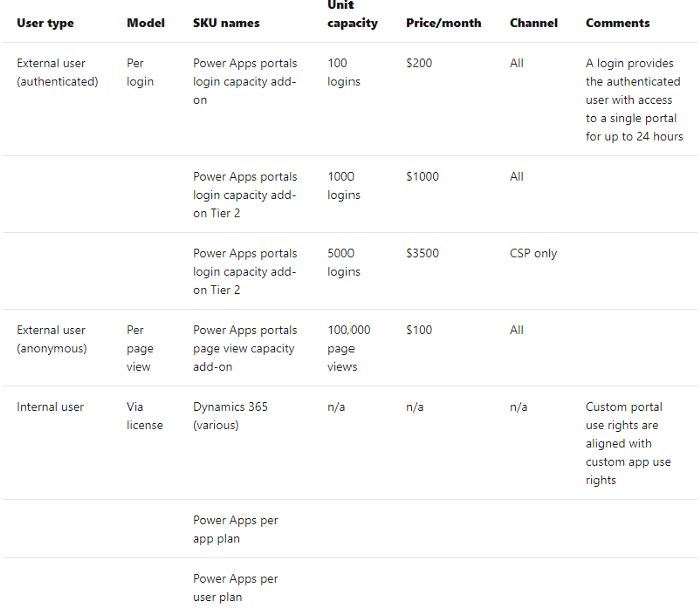 User type Model SKU names Unit capacity Price/month Channel Comments
External user (authenticated) Per login Power Apps portals login capacity add-on 100 logins $200 All A login provides the authenticated user with access to a single portal for up to 24 hours
Power Apps portals login capacity add-on Tier 2 1000 logins $1000 All
Power Apps portals login capacity add-on Tier 2 5000 logins $3500 CSP only
External user (anonymous) Per page view Power Apps portals page view capacity add-on 100,000 page views $100 All
Internal user Via license Dynamics 365 (various) n/a n/a n/a Custom portal use rights are aligned with custom app use rights
Power Apps per app plan
Power Apps per user plan